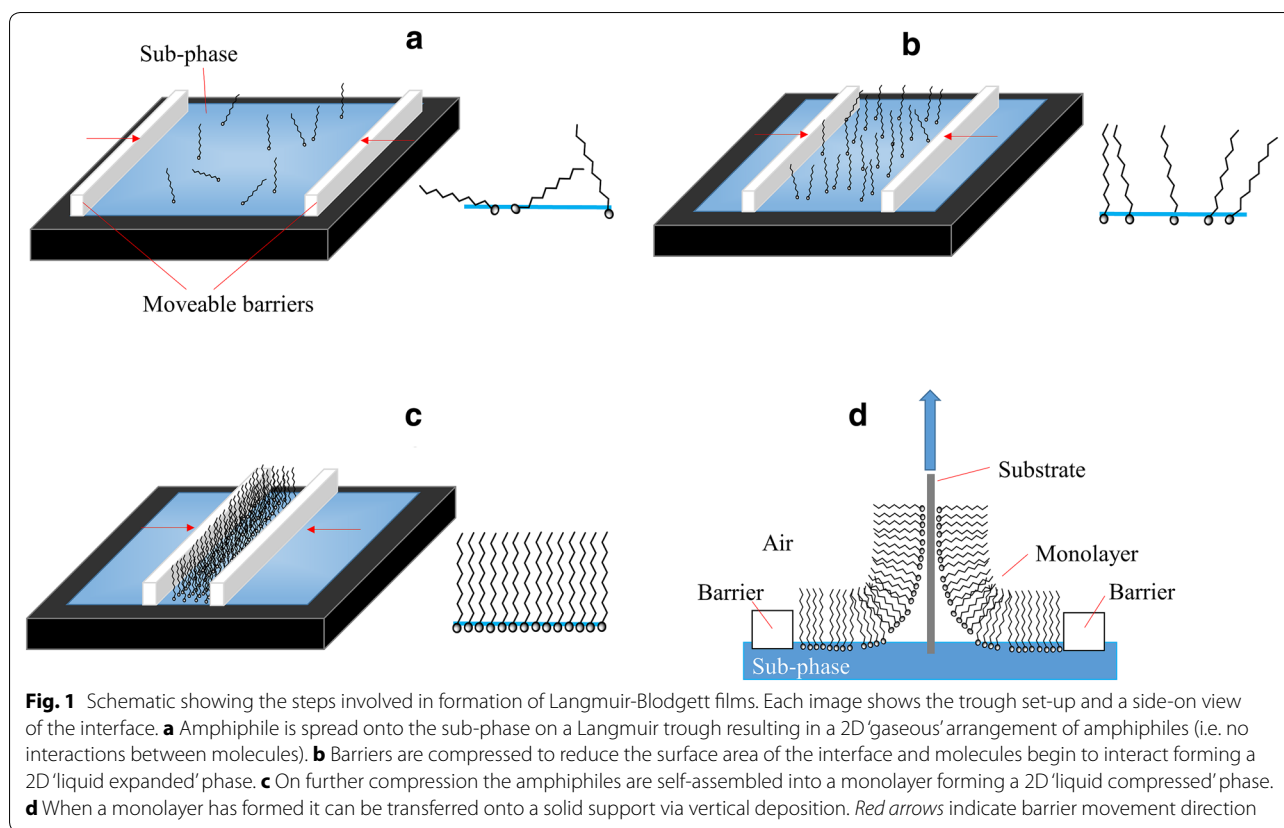 a
Sub-phase
Moveable barriers
b
c
d
Substrate
Air
Monolayer
Barrier
Barrier
Sub-phase
Fig. 1 Schematic showing the steps involved in formation of Langmuir-Blodgett films. Each image shows the trough set-up and a side-on view
of the interface. a Amphiphile is spread onto the sub-phase on a Langmuir trough resulting in a 2D ‘gaseous’ arrangement of amphiphiles (i.e. no
interactions between molecules). b Barriers are compressed to reduce the surface area of the interface and molecules begin to interact forming a
2D ‘liquid expanded’ phase. c On further compression the amphiphiles are self-assembled into a monolayer forming a 2D ‘liquid compressed’ phase.
d When a monolayer has formed it can be transferred onto a solid support via vertical deposition. Red arrows indicate barrier movement direction